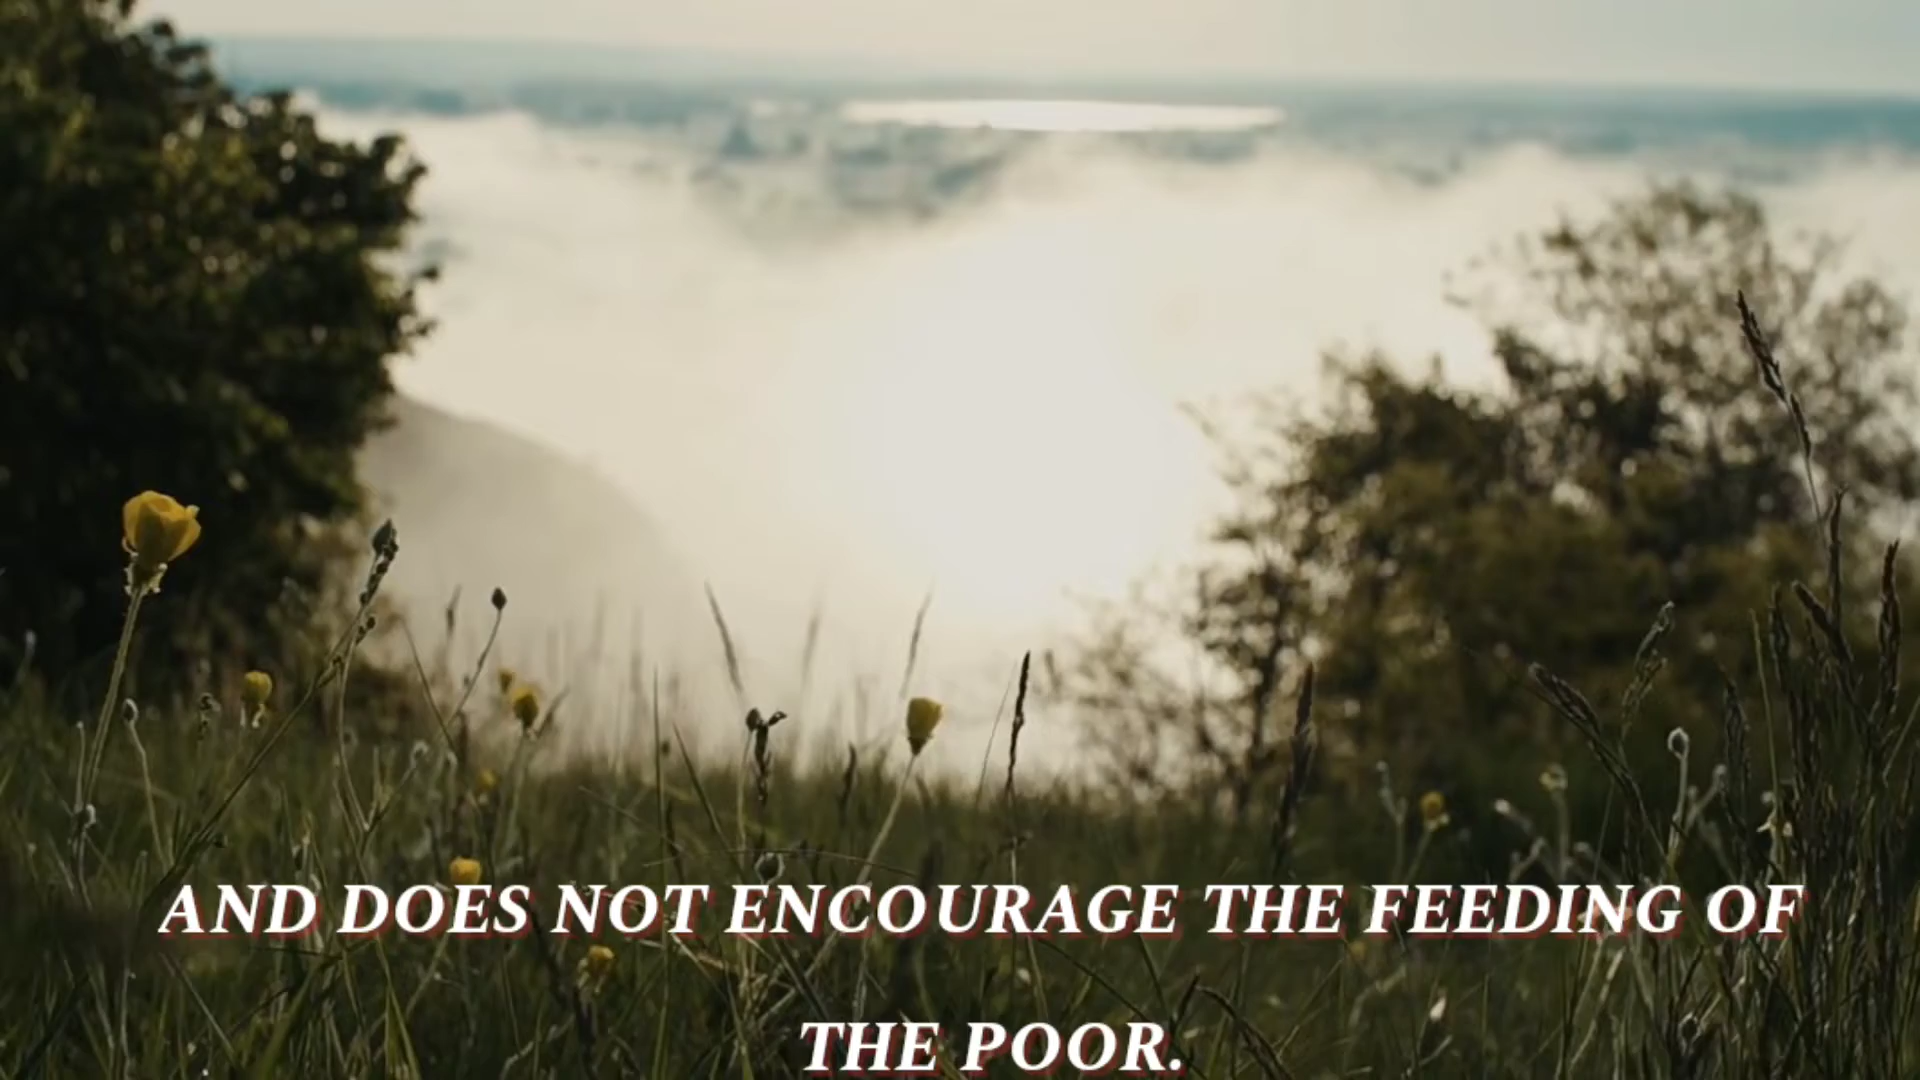 AND DOES NOT ENCOURAGE THE FEEDING OF
THE POOR.